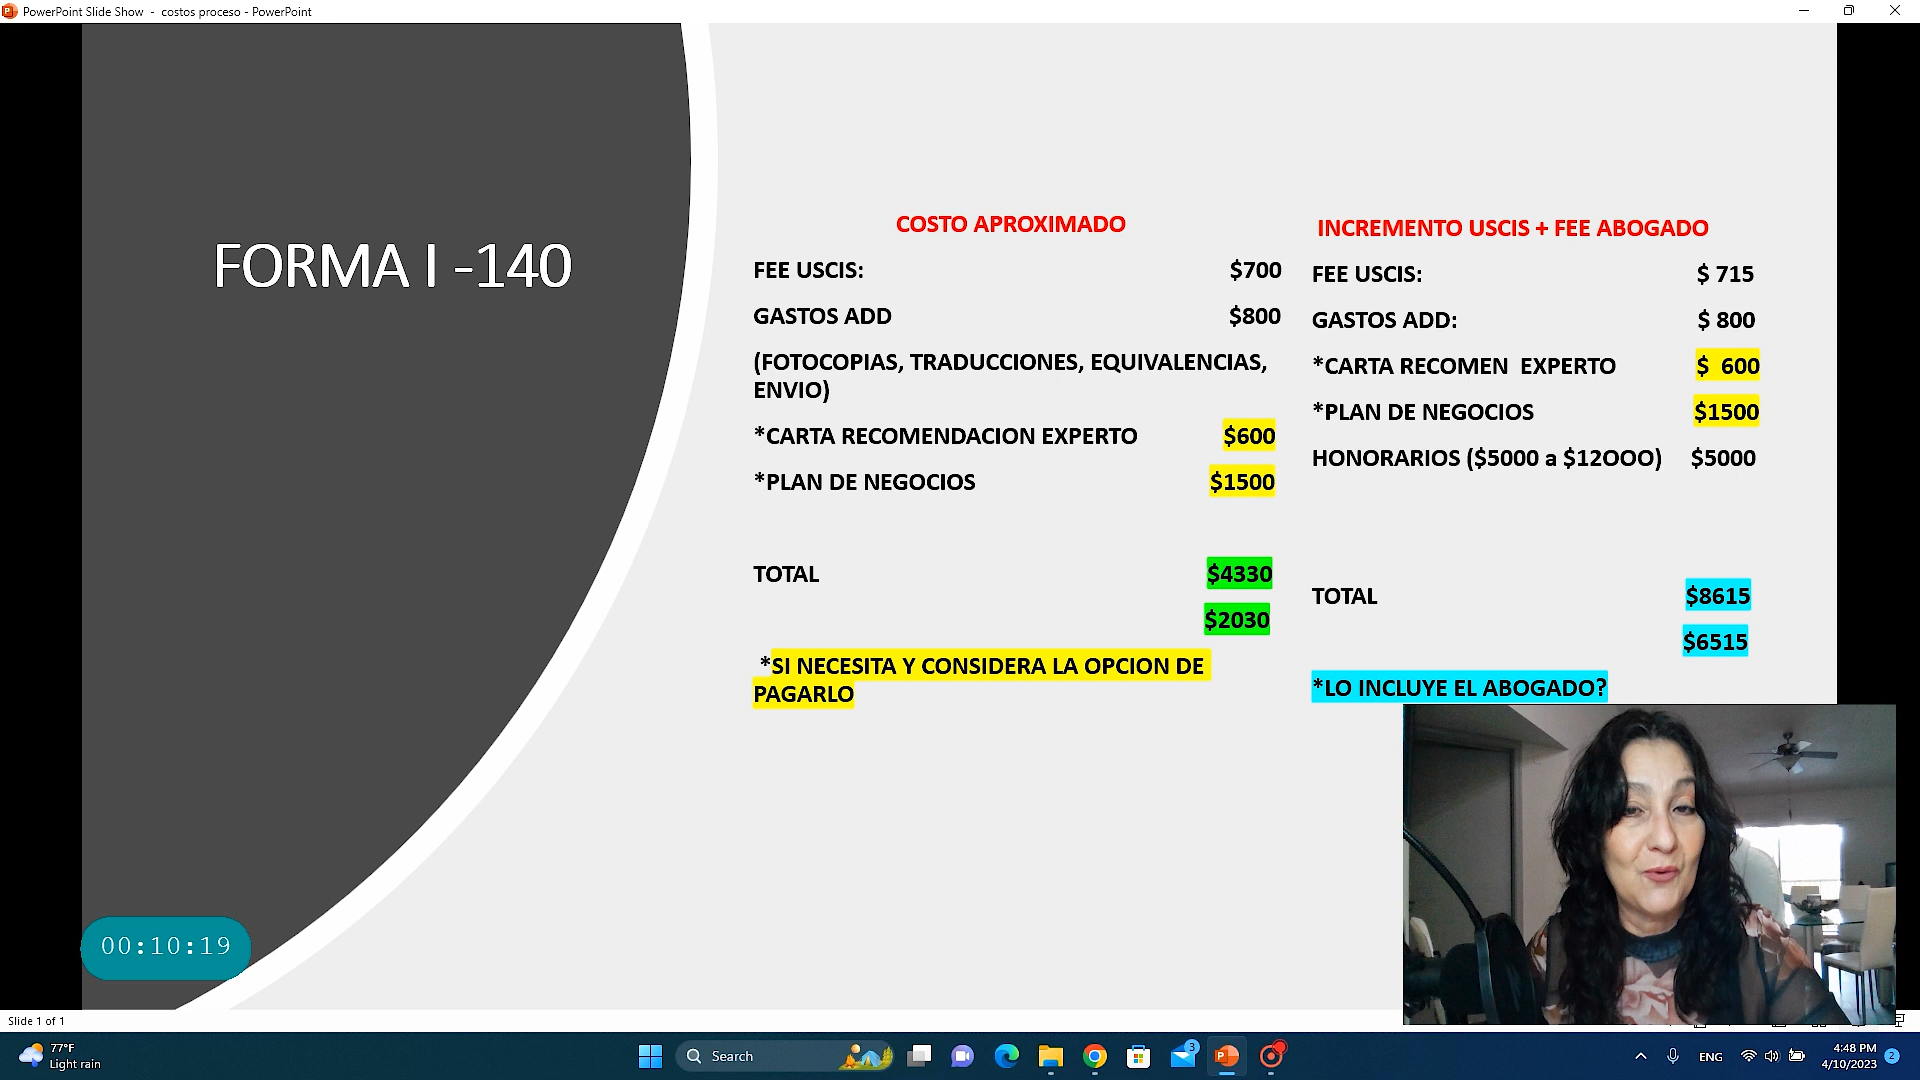 PowerPoint Slide Show - costos proceso - PowerPoint
FORMA I -140
COSTO APROXIMADO
FEE USCIS: $700
GASTOS ADD $800
(FOTOCOPIAS, TRADUCCIONES, EQUIVALENCIAS,
ENVIO)
*CARTA RECOMENDACION EXPERTO $600
*PLAN DE NEGOCIOS $1500
TOTAL $4330
$2030
*SI NECESITA Y CONSIDERA LA OPCION DE
PAGARLO
INCREMENTO USCIS + FEE ABOGADO
FEE USCIS: $ 715
GASTOS ADD: $ 800
*CARTA RECOMEN EXPERTO $ 600
*PLAN DE NEGOCIOS $1500
HONORARIOS ($5000 a $12OOO) $5000
TOTAL $8615
$6515
*LO INCLUYE EL ABOGADO?
00:10:19
Slide 1 of 1
77°F
Light rain
Search
3
ENG
4:48 PM
4/10/2023
2